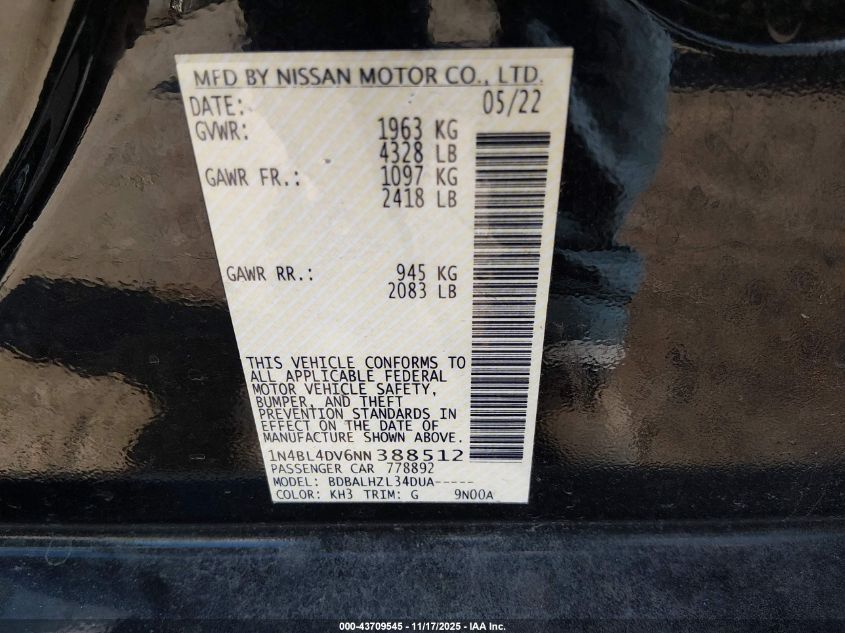 MFD BY NISSAN MOTOR CO., LTD.
DATE: 05/22
GVWR: 1963 KG
4328 LB
GAWR FR.: 1097 KG
2418 LB
GAWR RR.: 945 KG
2083 LB
THIS VEHICLE CONFORMS TO
ALL APPLICABLE FEDERAL
MOTOR VEHICLE SAFETY,
BUMPER, AND THEFT
PREVENTION STANDARDS IN
EFFECT ON THE DATE OF
MANUFACTURE SHOWN ABOVE.
1N4BL4DV6NN 388512
PASSENGER CAR 778892
MODEL: BDBALHZL34DUA-----
COLOR: KH3 TRIM: G 9N00A
000-43709545 - 11/17/2025 - IAA Inc.